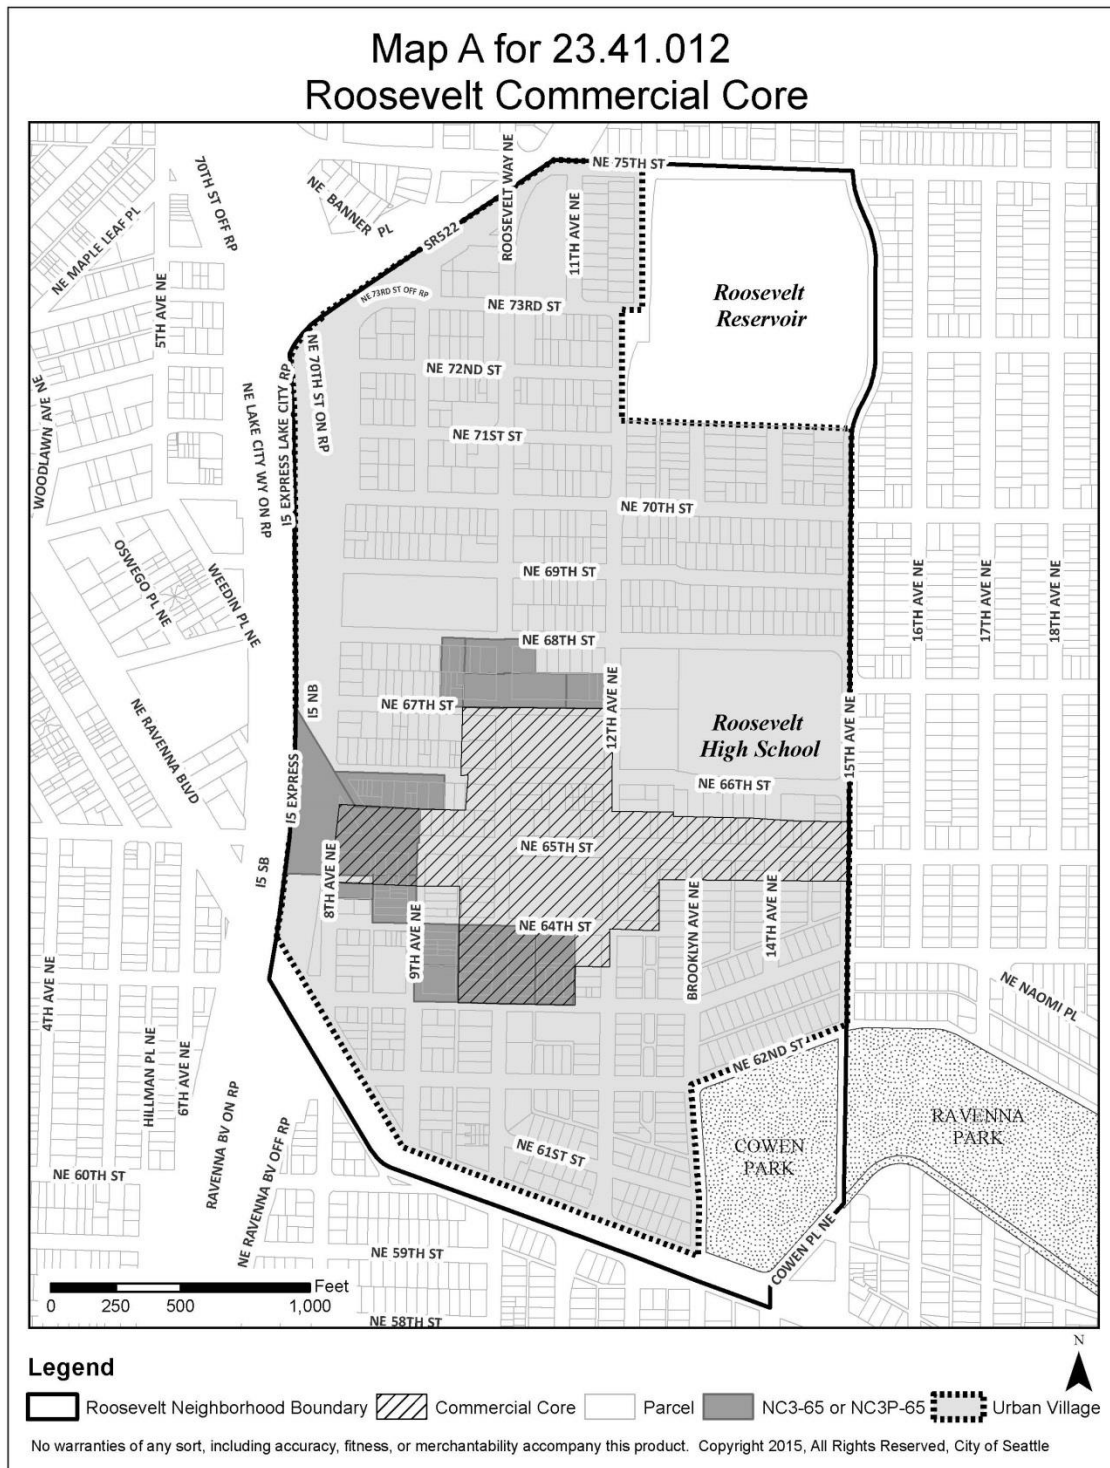 Map A for 23.41.012
Roosevelt Commercial Core
NE 75TH ST
ROOSEVELT WAY NE
70TH ST OFF RP
NE BANNER PL
NE MAPLE LEAF PL
SR522
11TH AVE NE
5TH AVE NE
NE 73RD ST OFF RP
NE 73RD ST
Roosevelt
Reservoir
NE 70TH ST ON RP
NE 72ND ST
WOODLAWN AVE NE
NE LAKE CITY WY ON RP
I5 EXPRESS LAKE CITY RP
NE 71ST ST
NE 70TH ST
OSWEGO PL NE
WEEDIN PL NE
NE 69TH ST
16TH AVE NE
17TH AVE NE
18TH AVE NE
NE 68TH ST
I5 NB
NE 67TH ST
12TH AVE NE
Roosevelt
High School
15TH AVE NE
NE RAVENNA BLVD
I5 EXPRESS
NE 66TH ST
I5 SB
8TH AVE NE
NE 65TH ST
9TH AVE NE
NE 64TH ST
BROOKLYN AVE NE
14TH AVE NE
4TH AVE NE
NE NAOMI PL
HILLMAN PL NE
6TH AVE NE
NE 62ND ST
RAVENNA BV ON RP
NE RAVENNA BV OFF RP
RAVENNA
PARK
COWEN
PARK
NE 61ST ST
NE 60TH ST
COWEN PL NE
NE 59TH ST
Feet
0 250 500 1,000
NE 58TH ST
N
Legend
Roosevelt Neighborhood Boundary Commercial Core Parcel NC3-65 or NC3P-65 Urban Village
No warranties of any sort, including accuracy, fitness, or merchantability accompany this product. Copyright 2015, All Rights Reserved, City of Seattle